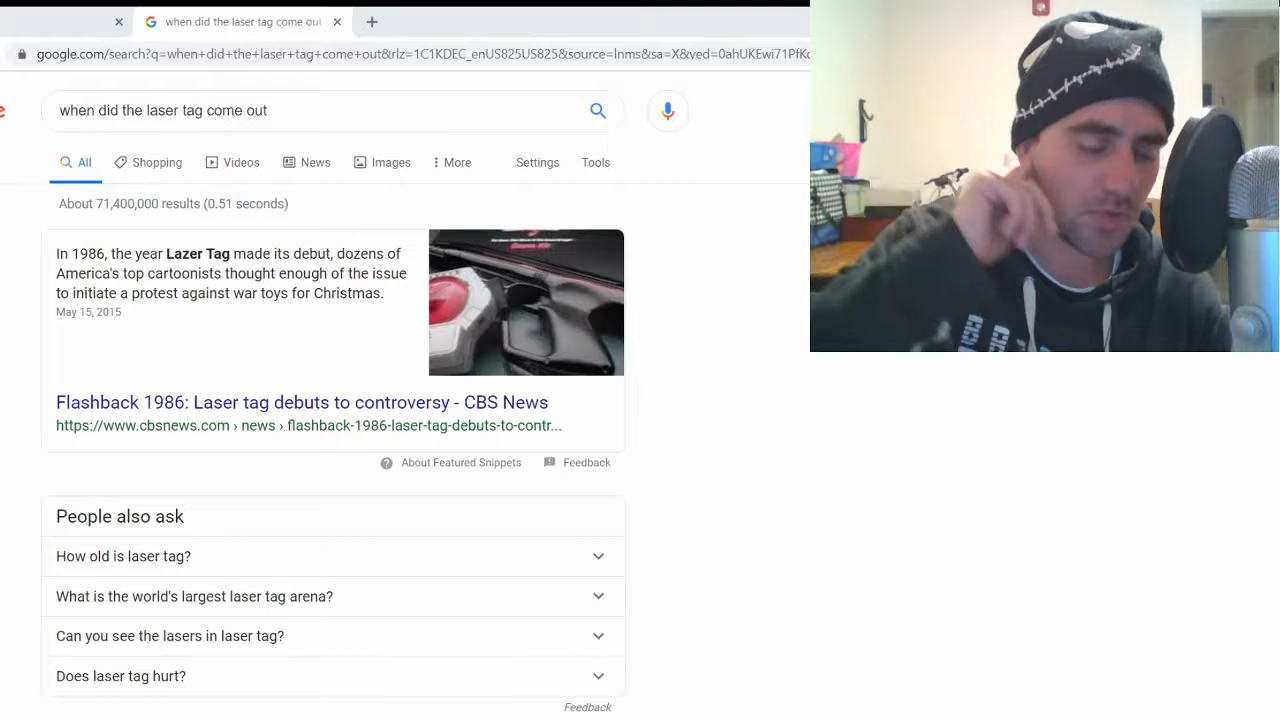 when did the laser tag come out
google.com/search?q=when+did+the+laser+tag+come+out&rlz=1C1KDEC_enUS825US825&source=lnms&sa=X&ved=0ahUKEwi71PfKc
when did the laser tag come out
All
Shopping
Videos
News
Images
More
Settings
Tools
About 71,400,000 results (0.51 seconds)
In 1986, the year Lazer Tag made its debut, dozens of
America's top cartoonists thought enough of the issue
to initiate a protest against war toys for Christmas.
May 15, 2015
Flashback 1986: Laser tag debuts to controversy - CBS News
https://www.cbsnews.com › news › flashback-1986-laser-tag-debuts-to-contr...
About Featured Snippets
Feedback
People also ask
How old is laser tag?
What is the world's largest laser tag arena?
Can you see the lasers in laser tag?
Does laser tag hurt?
Feedback